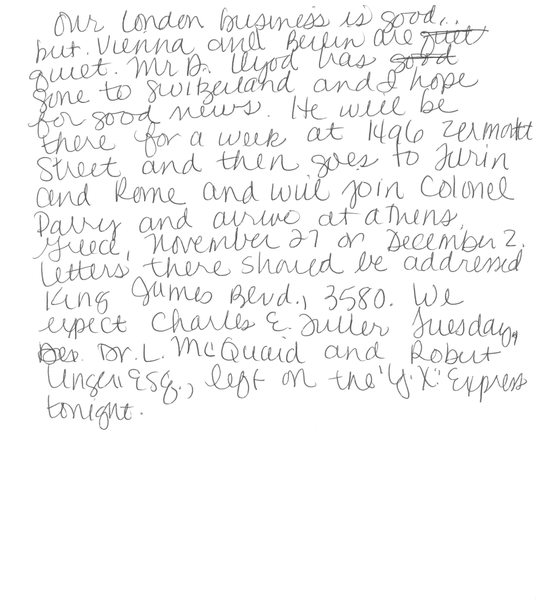 Our London business is good,.
but. Vienna and Berlin are quiet
quiet. Mr D. Llyod has good
gone to Switzerland and I hope
for good news. He will be
there for a week at 1496 Zermott
Street and then goes to Turin
and Rome and will join Colonel
Parry and arrive at athens,
Greece, November 27 or December 2.
Letters there should be addressed
King James Blvd., 3580. We
expect Charles E. Fuller Tuesday,
Dr. L. McQuaid and Robert
Unger, ESq., left on the "Y.X." Express
tonight.